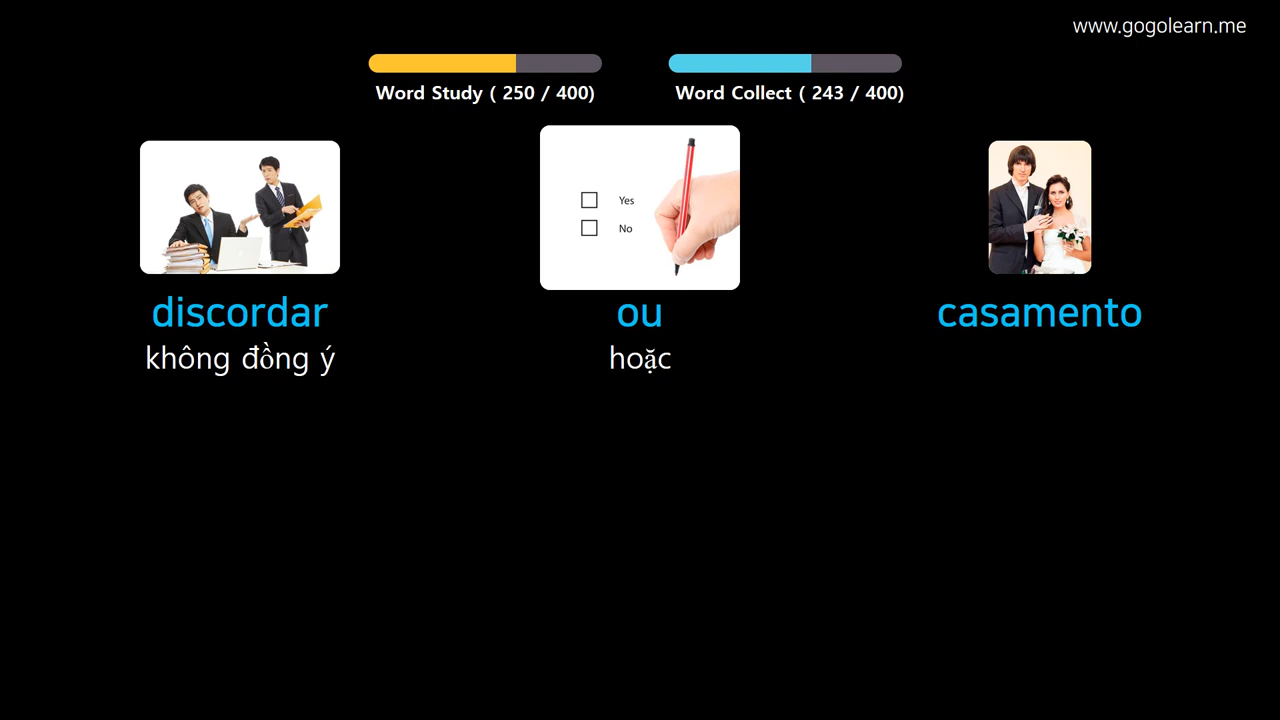 www.gogolearn.me
Word Study ( 250 / 400)
Word Collect ( 243 / 400)
Yes
No
discordar
không đồng ý
ou
hoặc
casamento